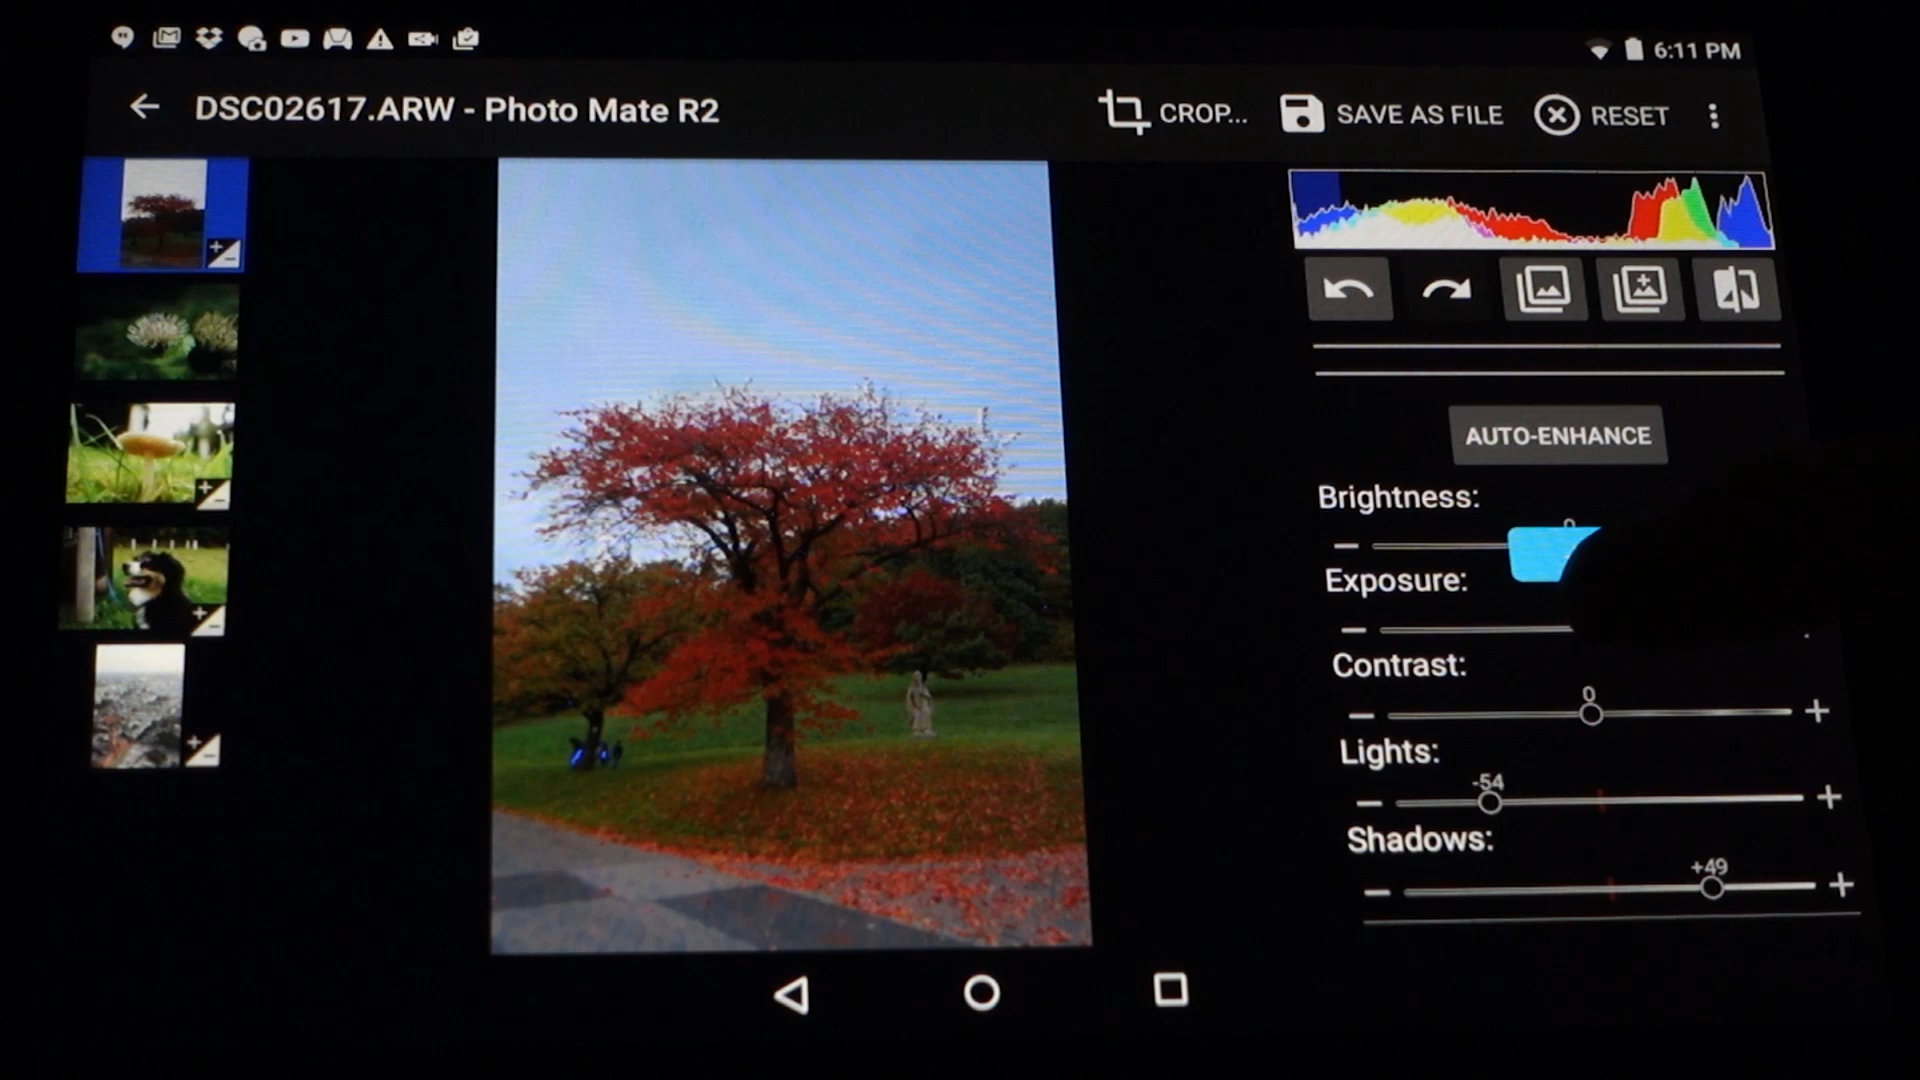 6:11 PM
DSC02617.ARW - Photo Mate R2
CROP...
SAVE AS FILE
RESET
AUTO-ENHANCE
Brightness:
Exposure:
Contrast:
0
Lights:
-54
Shadows:
+49